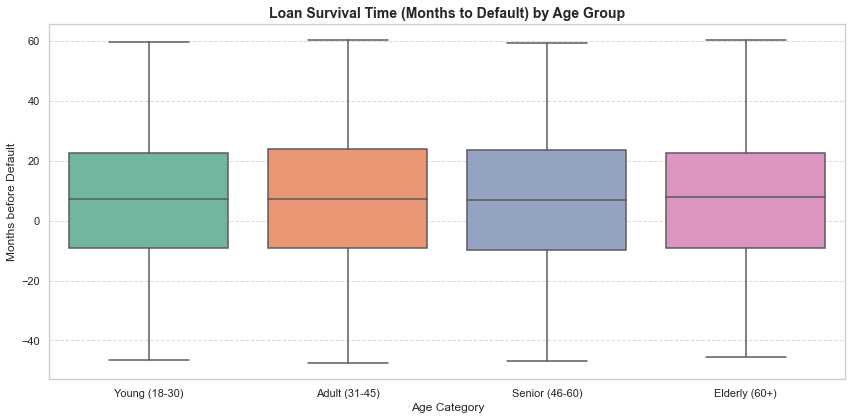 Loan Survival Time (Months to Default) by Age Group
Months before Default
60
40
20
0
−20
−40
Young (18-30)
Adult (31-45)
Senior (46-60)
Elderly (60+)
Age Category